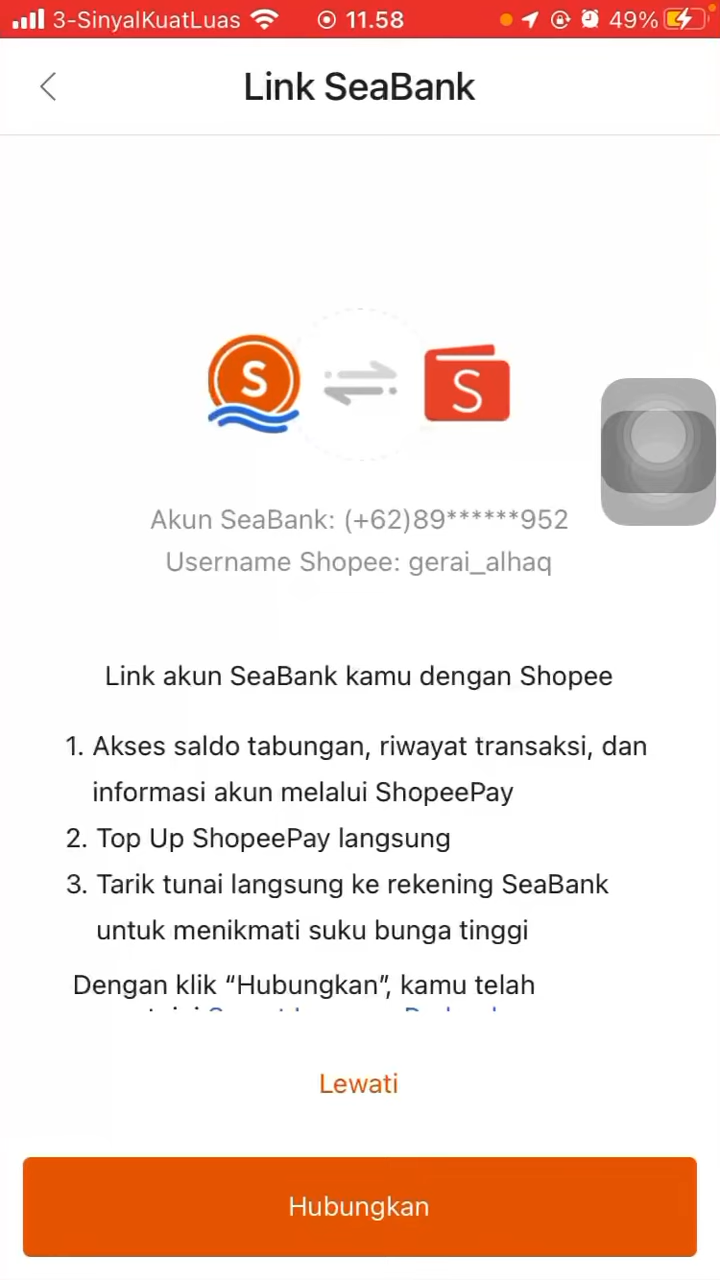 3-SinyalKuatLuas 11.58 49%
Link SeaBank
S S
Akun SeaBank: (+62)89******952
Username Shopee: gerai_alhaq
Link akun SeaBank kamu dengan Shopee
1. Akses saldo tabungan, riwayat transaksi, dan
informasi akun melalui ShopeePay
2. Top Up ShopeePay langsung
3. Tarik tunai langsung ke rekening SeaBank
untuk menikmati suku bunga tinggi
Dengan klik “Hubungkan”, kamu telah
Lewati
Hubungkan